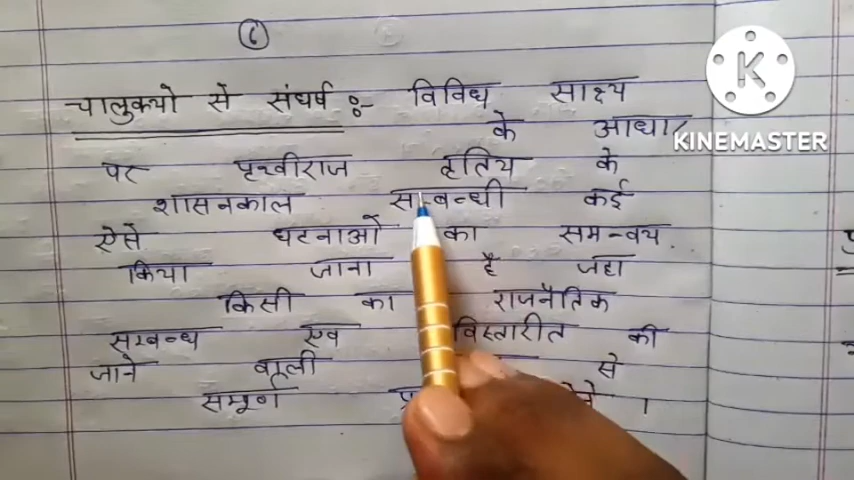 6
चालुक्यो से संघर्ष :- विविध साक्ष्य
के आधार
पर पृथ्वीराज तृतिय के
शासनकाल सम्बन्धी कई
ऐसे घटनाओं का समन्वय
किया जाना है जहा
किसी का राजनैतिक
सम्बन्ध एव विस्तारीत की
जाने वाली से
सम्पूर्ण
K
KINEMASTER